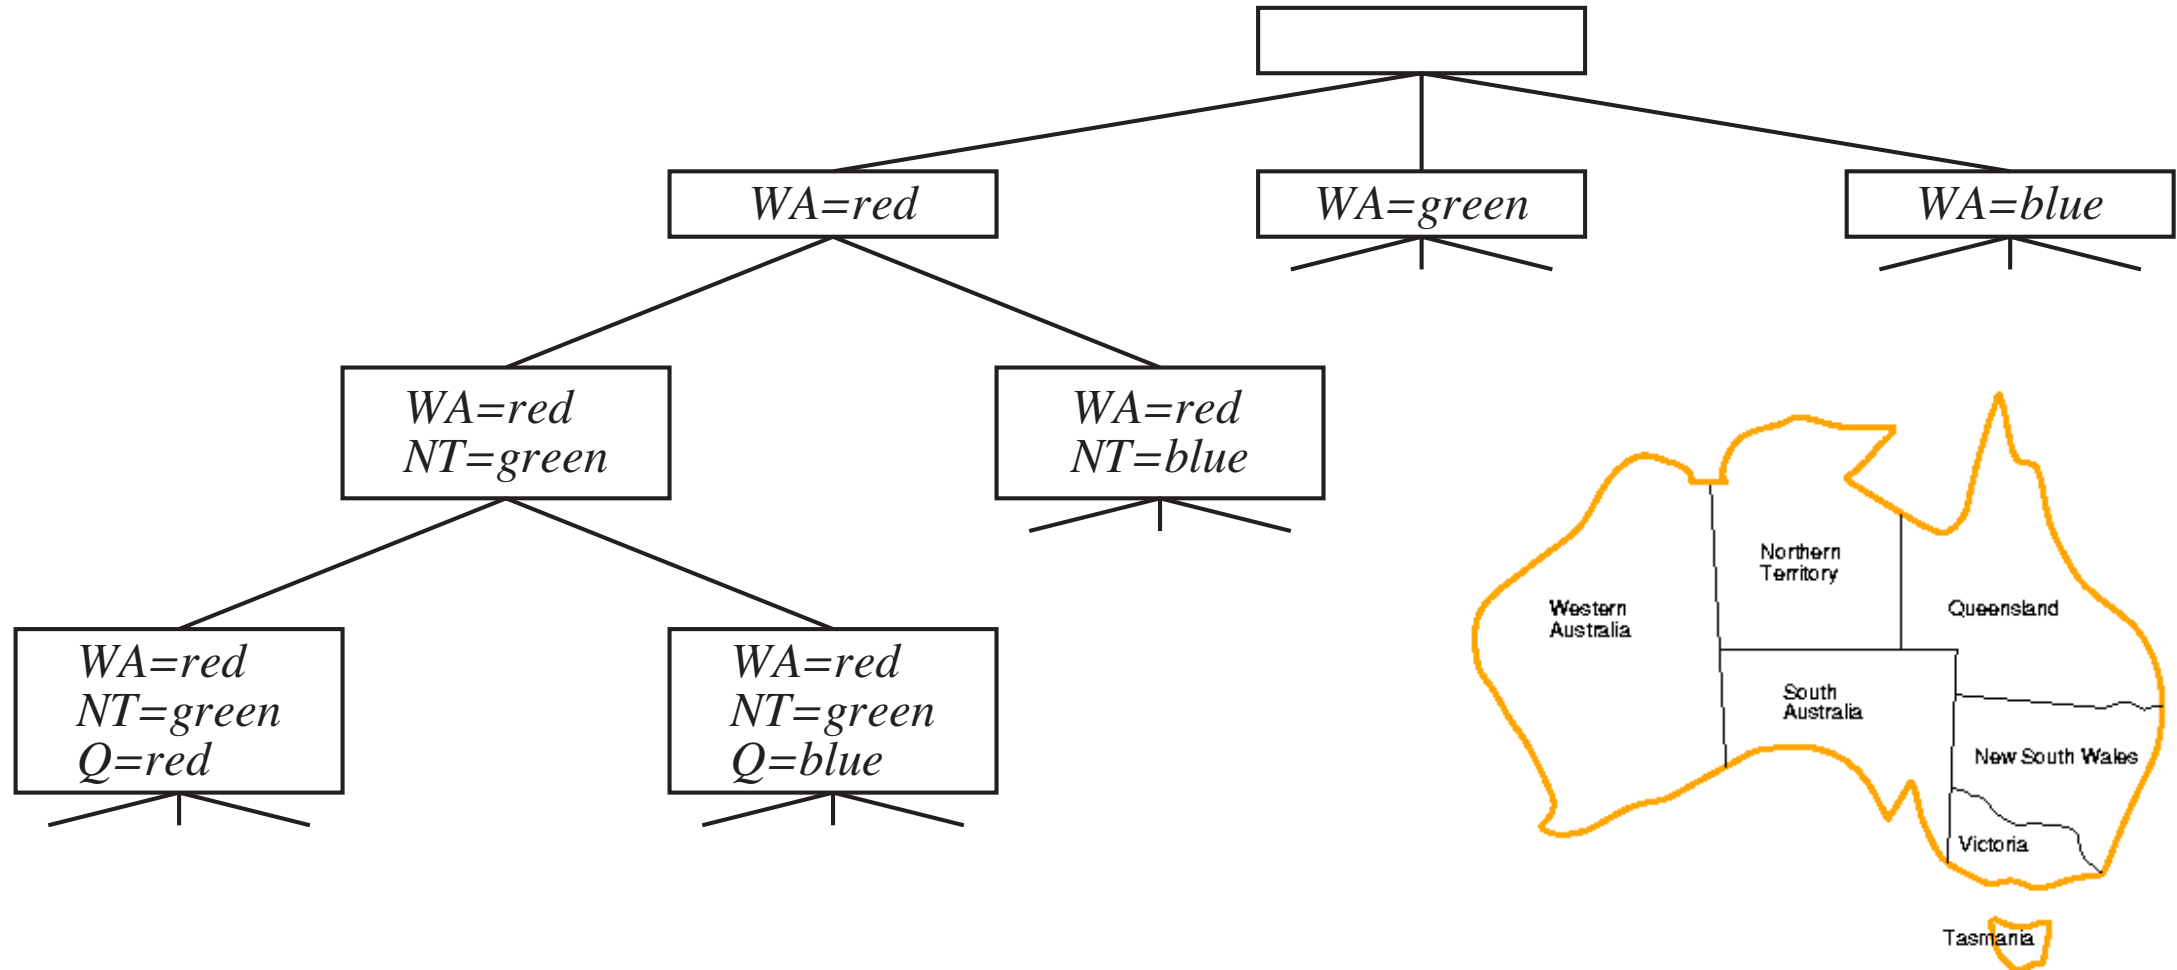 WA=red
WA=green
WA=blue
WA=red
NT=green
WA=red
NT=blue
WA=red
NT=green
Q=red
WA=red
NT=green
Q=blue
Northern
Territory
Western
Australia
Queensland
South
Australia
New South Wales
Victoria
Tasmania